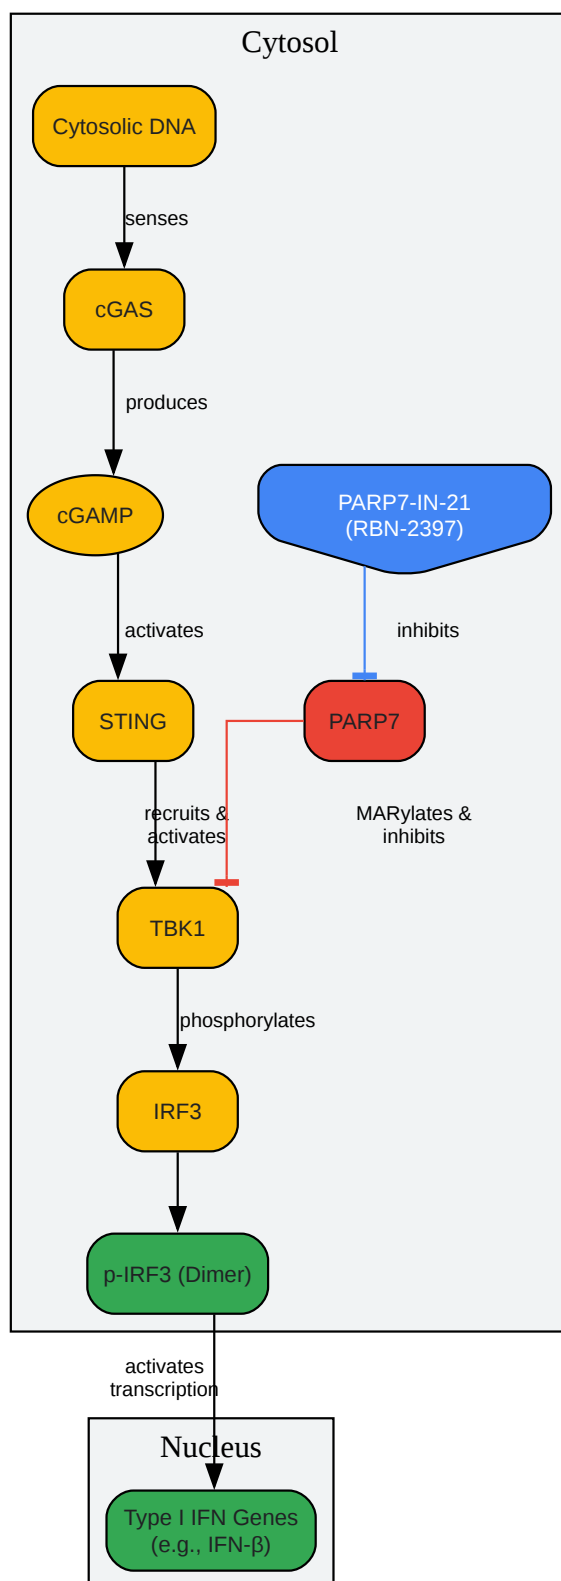 Cytosol
Cytosolic DNA
senses
cGAS
produces
cGAMP
PARP7-IN-21
(RBN-2397)
activates
inhibits
STING
PARP7
recruits &
activates
MARylates &
inhibits
TBK1
phosphorylates
IRF3
p-IRF3 (Dimer)
activates
transcription
Nucleus
Type I IFN Genes
(e.g., IFN-β)